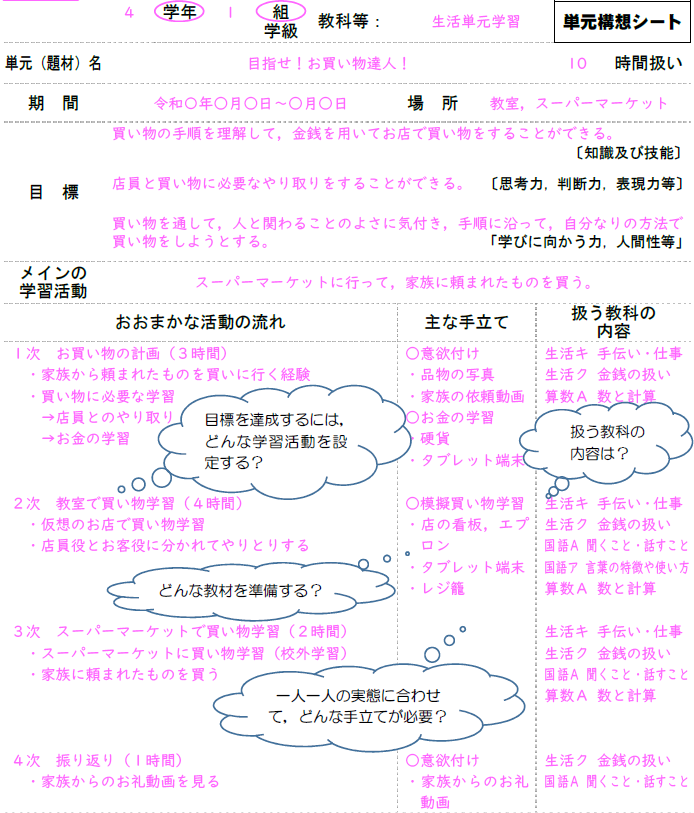 4 学年 1 組 教科等： 生活単元学習 単元構想シート
学級
単元（題材）名 目指せ！お買い物達人！ 10 時間扱い
期 間 令和〇年〇月〇日～〇月〇日 場 所 教室，スーパーマーケット
買い物の手順を理解して，金銭を用いてお店で買い物をすることができる。
〔知識及び技能〕
目 標
店員と買い物に必要なやり取りをすることができる。 〔思考力，判断力，表現力等〕
買い物を通して，人と関わることのよさに気付き，手順に沿って，自分なりの方法で
買い物をしようとする。 「学びに向かう力，人間性等」
メインの
学習活動
スーパーマーケットに行って，家族に頼まれたものを買う。
おおまかな活動の流れ 主な手立て 扱う教科の
内容
1次 お買い物の計画（3時間） 〇意欲付け 生活キ 手伝い・仕事
・家族から頼まれたものを買いに行く経験 ・品物の写真 生活ク 金銭の扱い
・買い物に必要な学習 ・家族の依頼動画 算数A 数と計算
→店員とのやり取り 〇お金の学習
→お金の学習 ・硬貨
・タブレット端末
目標を達成するには，
どんな学習活動を設
定する？
扱う教科の
内容は？
2次 教室で買い物学習（4時間） 〇模擬買い物学習 生活キ 手伝い・仕事
・仮想のお店で買い物学習 ・店の看板，エプ 生活ク 金銭の扱い
・店員役とお客役に分かれてやりとりする ロン 国語A 聞くこと・話すこと
・タブレット端末 国語ア 言葉の特徴や使い方
・レジ籠 算数A 数と計算
どんな教材を準備する？
3次 スーパーマーケットで買い物学習（2時間） 生活キ 手伝い・仕事
・スーパーマーケットに買い物学習（校外学習） 生活ク 金銭の扱い
・家族に頼まれたものを買う 国語A 聞くこと・話すこと
算数A 数と計算
一人一人の実態に合わせ
て，どんな手立てが必要？
4次 振り返り（1時間） 〇意欲付け 生活ク 金銭の扱い
・家族からのお礼動画を見る ・家族からのお礼 国語A 聞くこと・話すこと
動画